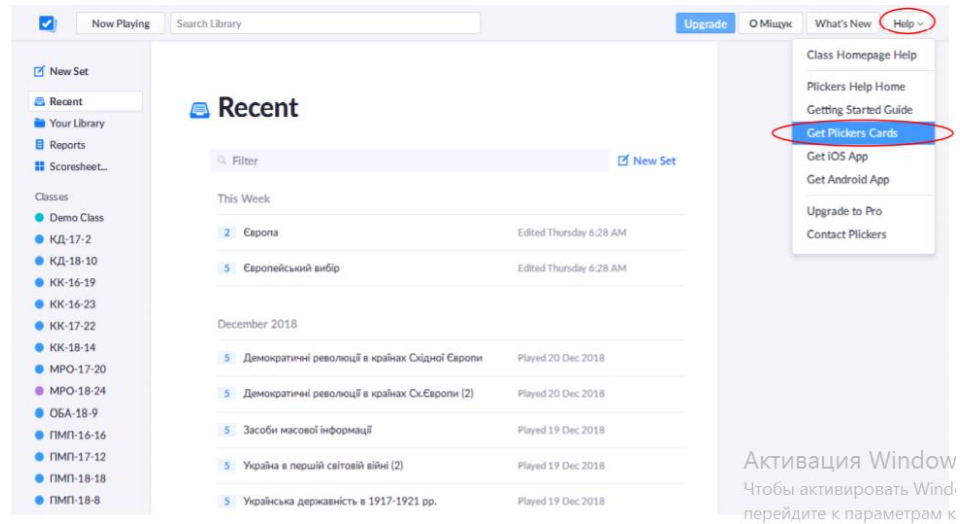 Now Playing
Search Library
Upgrade
О Міщук
What's New
Help
Class Homepage Help
Plickers Help Home
Getting Started Guide
Get Plickers Cards
Get iOS App
Get Android App
Upgrade to Pro
Contact Plickers
New Set
Recent
Your Library
Reports
Scoresheet...
Classes
Demo Class
КД-17-2
КД-18-10
КК-16-19
КК-16-23
КК-17-22
КК-18-14
МРО-17-20
МРО-18-24
ОБА-18-9
ПМП-16-16
ПМП-17-12
ПМП-18-18
ПМП-18-8
Recent
Filter
New Set
This Week
2 Європа Edited Thursday 6:28 AM
5 Європейський вибір Edited Thursday 6:28 AM
December 2018
5 Демократичні революції в країнах Східної Європи Played 20 Dec 2018
5 Демократичні революції в країнах Сх.Європи (2) Played 20 Dec 2018
5 Засоби масової інформації Played 19 Dec 2018
5 Україна в першій світовій війні (2) Played 19 Dec 2018
5 Українська державність в 1917-1921 рр. Played 19 Dec 2018
Активация Window
Чтобы активировать Wind
перейдите к параметрам к